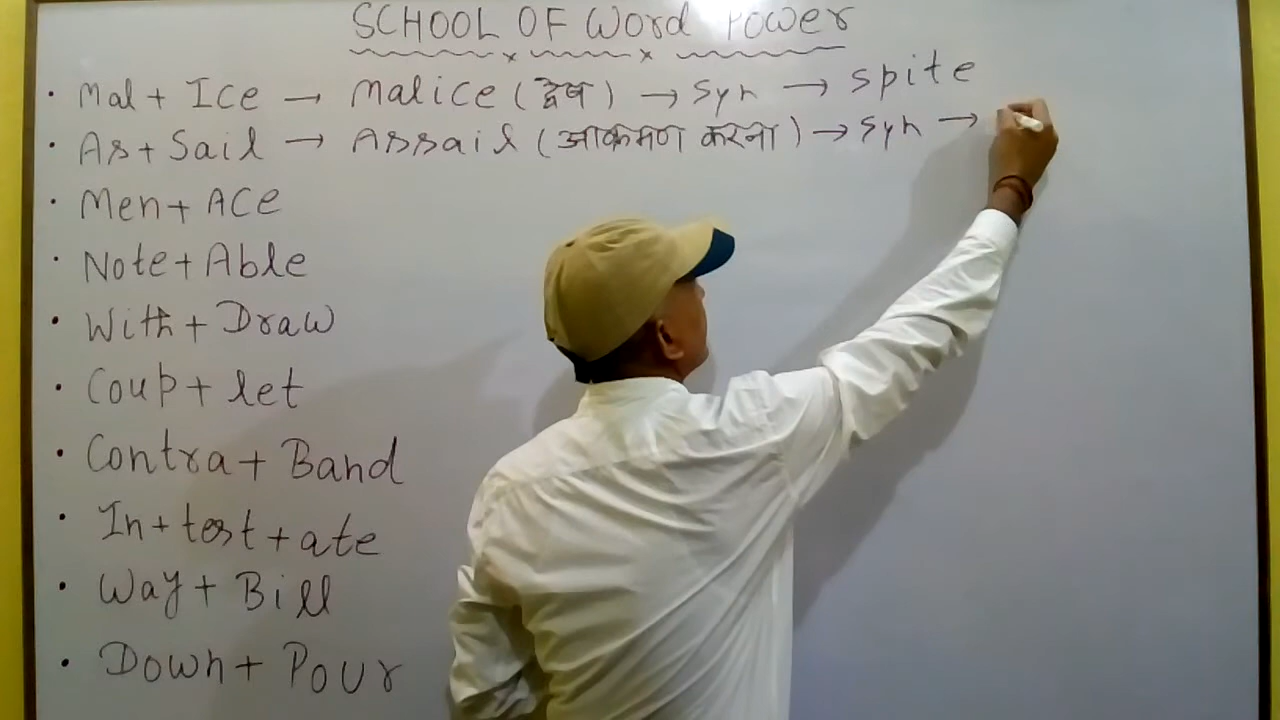 SCHOOL OF Word Power
• Mal + Ice → Malice (द्वेष) → Syn → Spite
• As + Sail → Assail (आक्रमण करना) → Syn →
• Men + ACe
• Note + Able
• With + Draw
• Coup + let
• Contra + Band
• In + test + ate
• Way + Bill
• Down + Pour